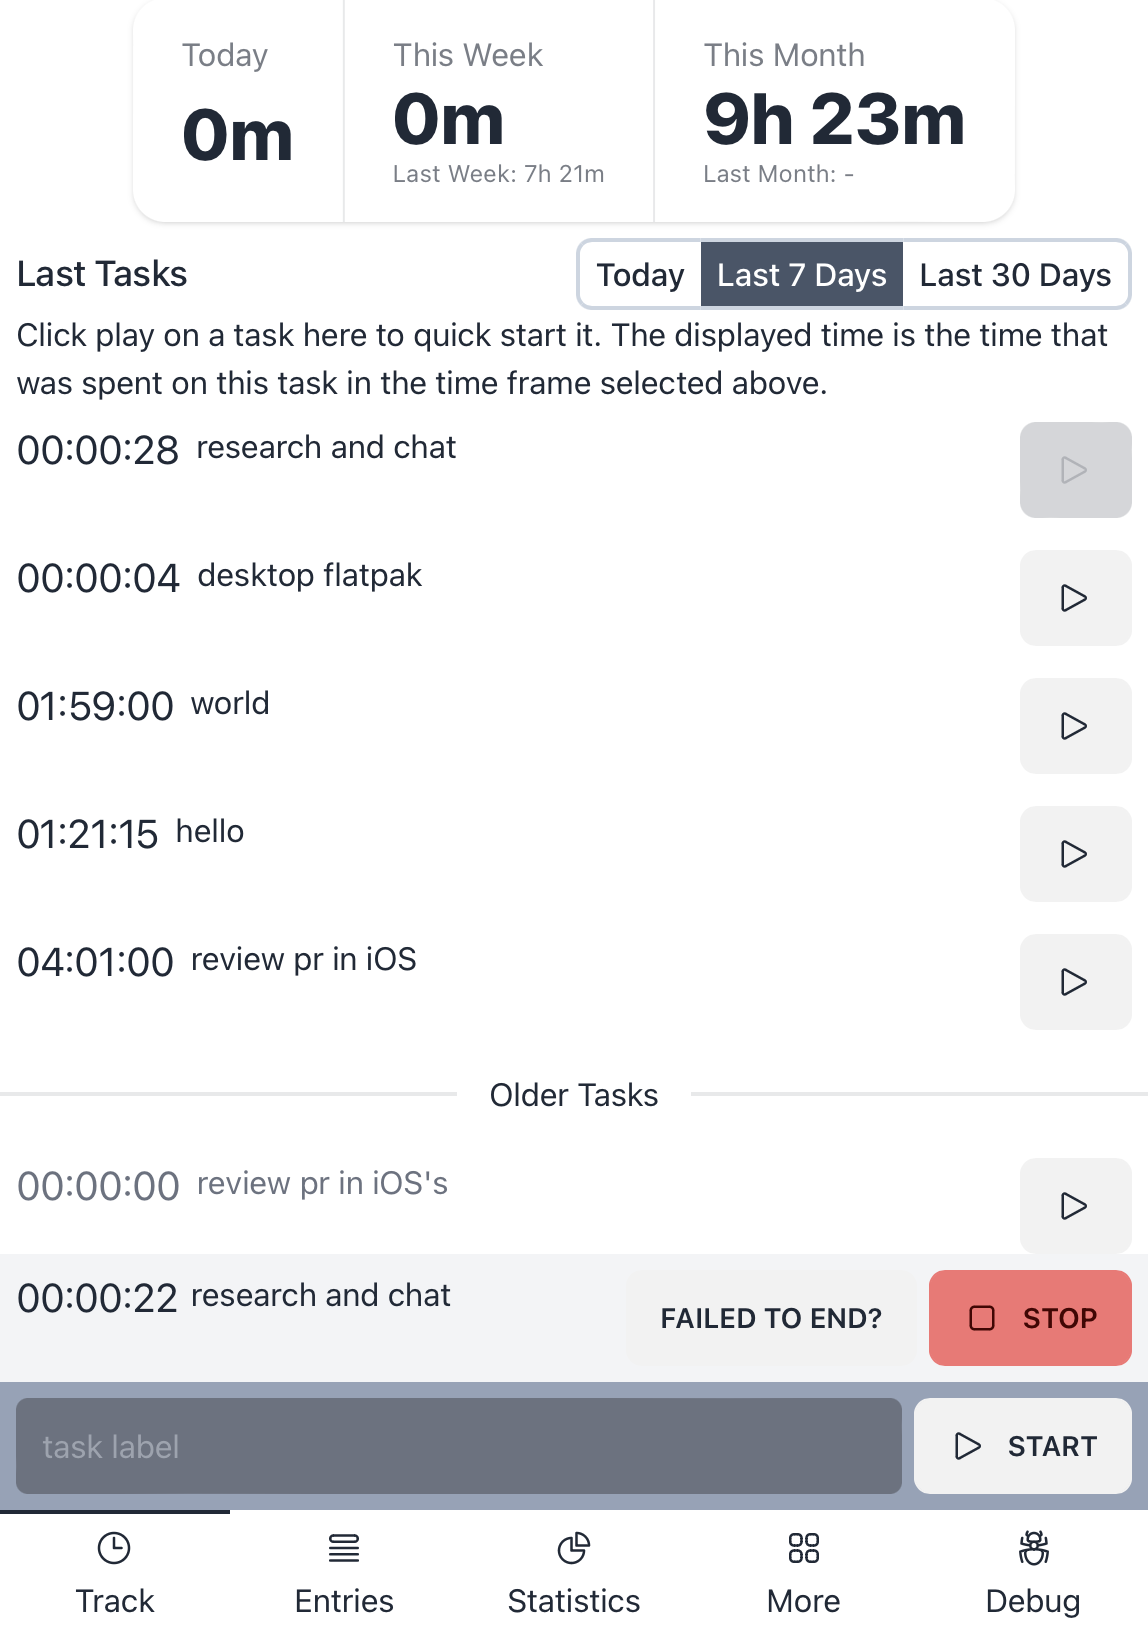 Today
0m
This Week
0m
Last Week: 7h 21m
This Month
9h 23m
Last Month: -
Last Tasks
Today
Last 7 Days
Last 30 Days
Click play on a task here to quick start it. The displayed time is the time that
was spent on this task in the time frame selected above.
00:00:28 research and chat
00:00:04 desktop flatpak
01:59:00 world
01:21:15 hello
04:01:00 review pr in iOS
Older Tasks
00:00:00 review pr in iOS's
00:00:22 research and chat
FAILED TO END?
STOP
task label
START
Track
Entries
Statistics
More
Debug